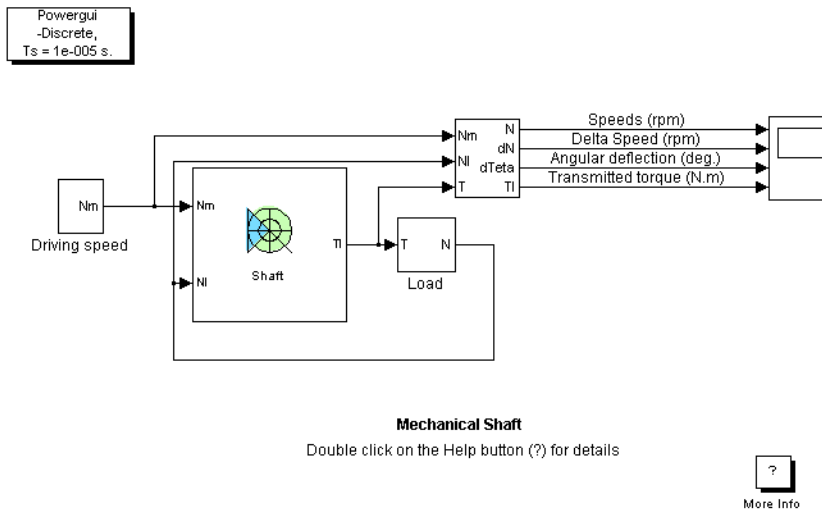 Powergui
-Discrete,
Ts = 1e-005 s.
Speeds (rpm)
Nm N
Delta Speed (rpm)
dN
Nl Angular deflection (deg.)
dTeta
Transmitted torque (N.m)
T Tl
Nm
Nm
Driving speed
Tl
T N
Shaft
Nl
Load
Mechanical Shaft
Double click on the Help button (?) for details
?
More Info